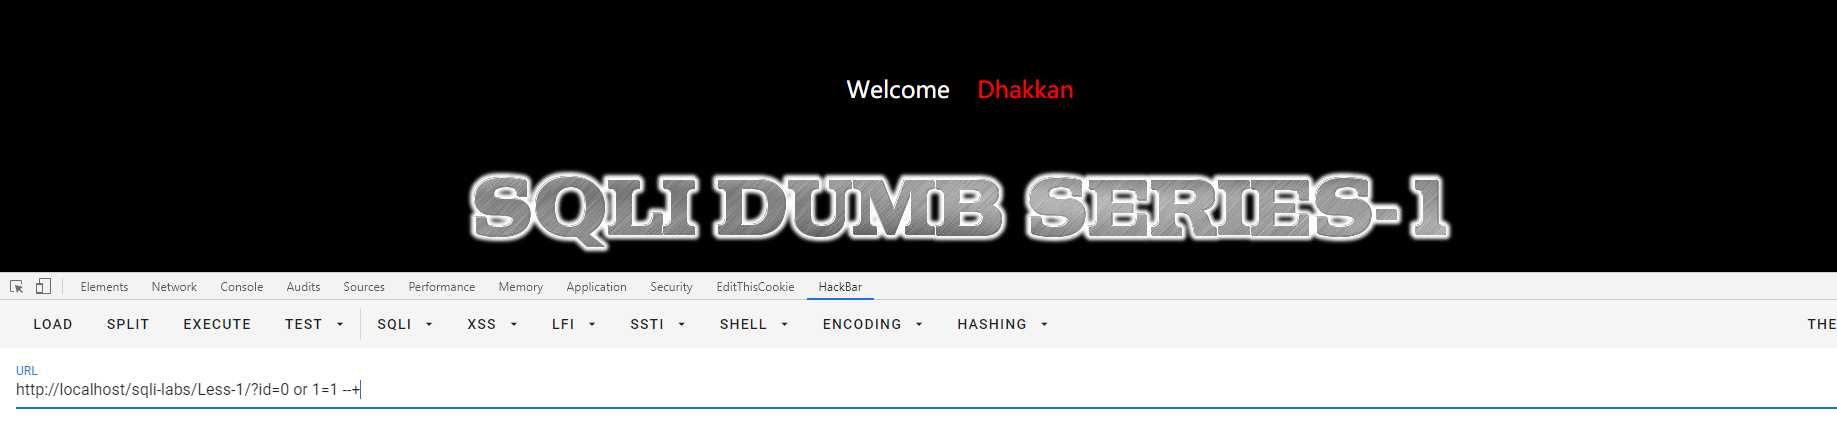 Welcome Dhakkan
SQLI DUMB SERIES-1
Elements Network Console Audits Sources Performance Memory Application Security EditThisCookie HackBar
LOAD SPLIT EXECUTE TEST SQLI XSS LFI SSTI SHELL ENCODING HASHING THE
URL
http://localhost/sqli-labs/Less-1/?id=0 or 1=1 --+